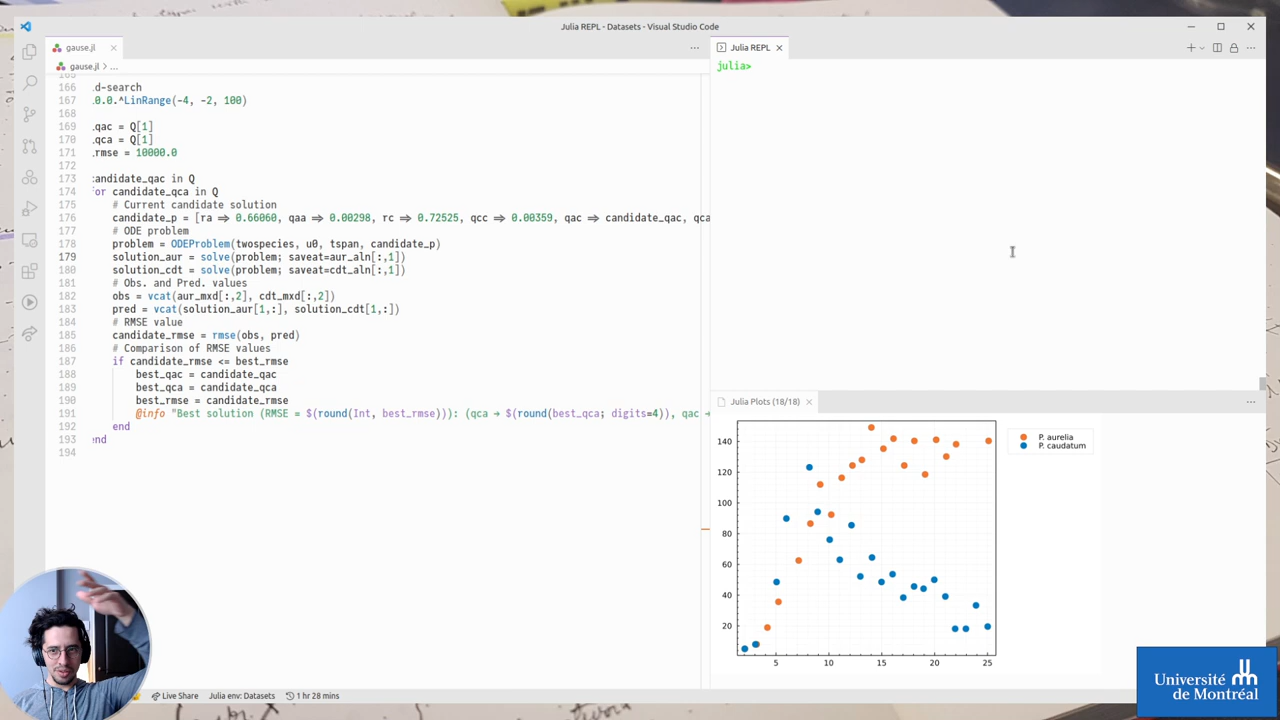 Julia REPL - Datasets - Visual Studio Code
gause.jl
gause.jl > ...
165
166 ld-search
167 .0.0.^LinRange(-4, -2, 100)
168
169 _qac = Q[1]
170 _qca = Q[1]
171 _rmse = 10000.0
172
173 candidate_qac in Q
174 for candidate_qca in Q
175 # Current candidate solution
176 candidate_p = [ra => 0.66060, qaa => 0.00298, rc => 0.72525, qcc => 0.00359, qac => candidate_qac, qca
177 # ODE problem
178 problem = ODEProblem(twospecies, u0, tspan, candidate_p)
179 solution_aur = solve(problem; saveat=aur_aln[:,1])
180 solution_cdt = solve(problem; saveat=cdt_aln[:,1])
181 # Obs. and Pred. values
182 obs = vcat(aur_mxd[:,2], cdt_mxd[:,2])
183 pred = vcat(solution_aur[1,:], solution_cdt[1,:])
184 # RMSE value
185 candidate_rmse = rmse(obs, pred)
186 # Comparison of RMSE values
187 if candidate_rmse <= best_rmse
188 best_qac = candidate_qac
189 best_qca = candidate_qca
190 best_rmse = candidate_rmse
191 @info "Best solution (RMSE = $(round(Int, best_rmse))): (qca → $(round(best_qca; digits=4)), qac →
192 end
193 end
194
Julia REPL
julia>
Julia Plots (18/18)
140
120
100
80
60
40
20
5 10 15 20 25
P. aurelia
P. caudatum
Live Share Julia env: Datasets 1 hr 28 mins
Université
de Montréal